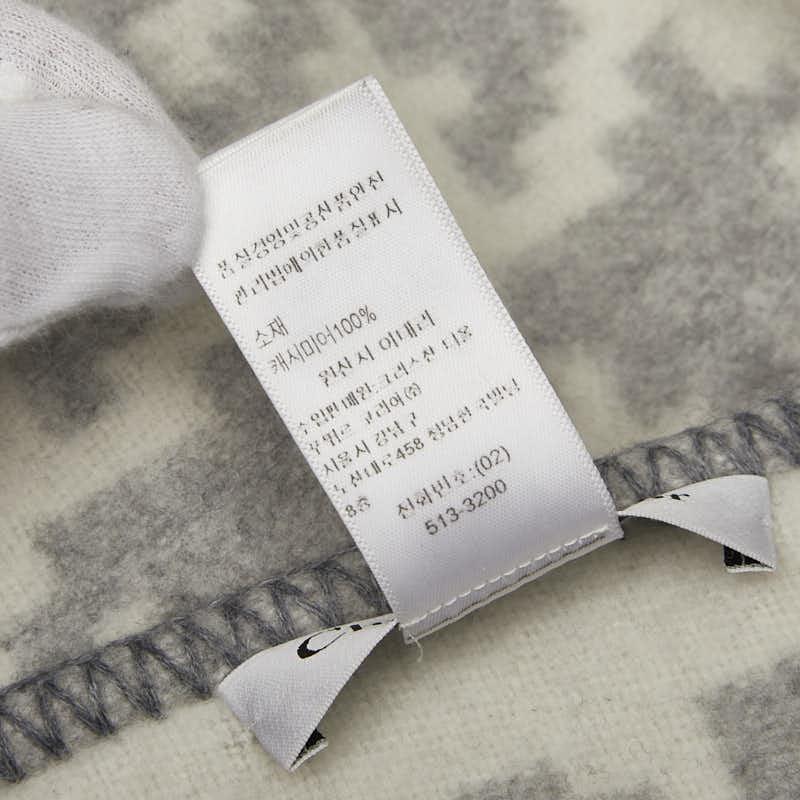 품질경영및공산품안전
관리법에의한품질표시
소재
캐시미어100%
원산지 이태리
수입판매원:크리스챤 디올
꾸뛰르 코리아㈜
서울시 강남구
458
8층
전화번호:(02)
513-3200